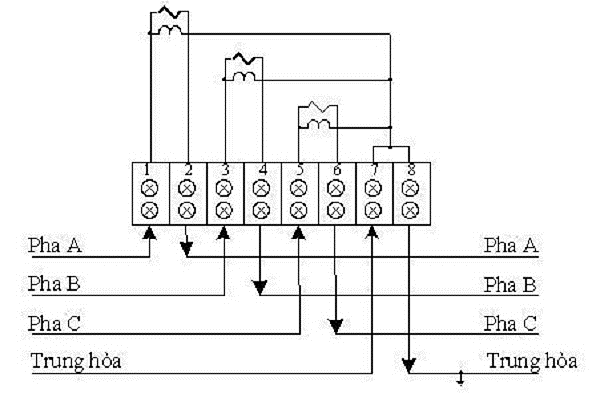 1 2 3 4 5 6 7 8
Pha A Pha A
Pha B Pha B
Pha C Pha C
Trung hòa Trung hòa